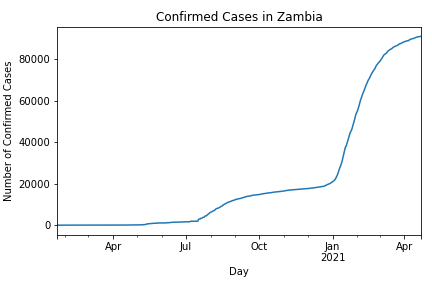 Confirmed Cases in Zambia
Number of Confirmed Cases
80000
60000
40000
20000
0
Apr Jul Oct Jan Apr
2021
Day